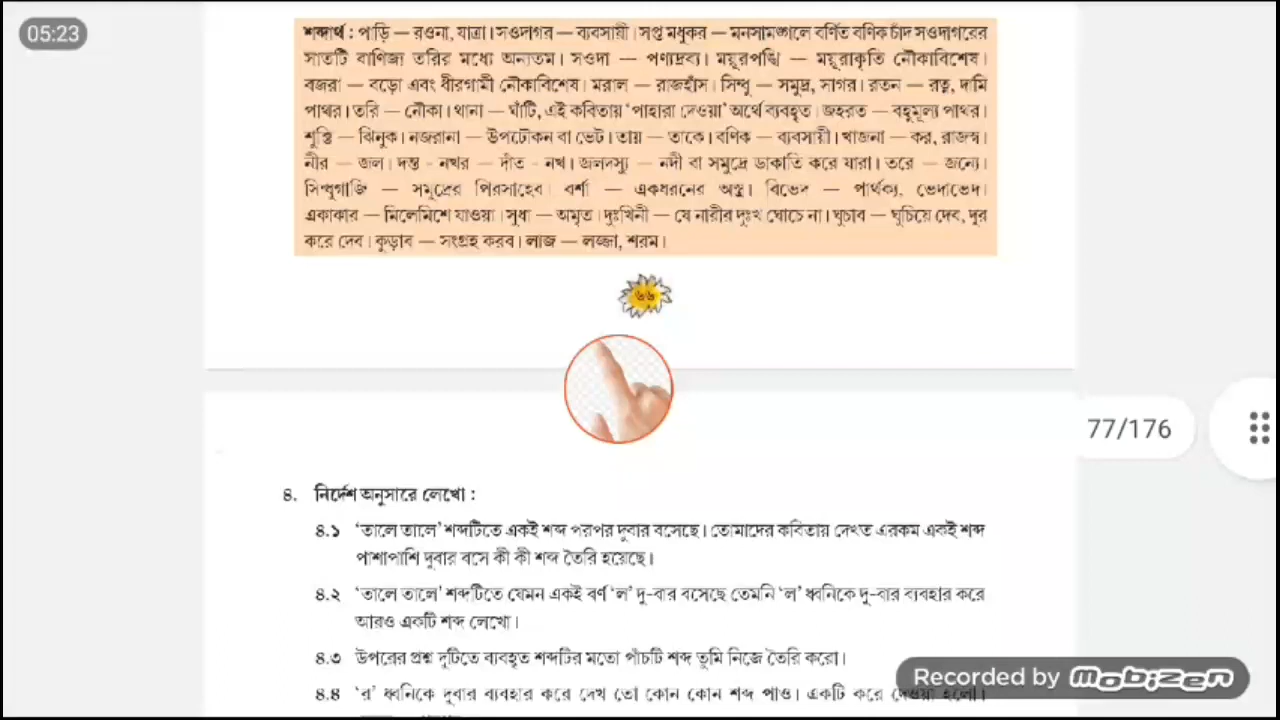 05:23
শব্দার্থ : পাড়ি — রওনা, যাত্রা। সওদাগর — ব্যবসায়ী। সপ্ত মধুকর — মনসামঙ্গলে বর্ণিত বণিক চাঁদ সওদাগরের
সাতটি বাণিজ্য তরির মধ্যে অন্যতম। সওদা — পণ্যদ্রব্য। ময়ূরপঙ্খি — ময়ূরাকৃতি নৌকাবিশেষ।
বজরা — বড়ো এবং ধীরগামী নৌকাবিশেষ। মরাল — রাজহাঁস। সিন্ধু — সমুদ্র, সাগর। রতন — রত্ন, দামি
পাথর। তরি — নৌকা। থানা — ঘাঁটি, এই কবিতায় ‘পাহারা দেওয়া’ অর্থে ব্যবহৃত। জহরত — বহুমূল্য পাথর।
শুক্তি — ঝিনুক। নজরানা — উপঢৌকন বা ভেট। তায় — তাকে। বণিক — ব্যবসায়ী। খাজনা — কর, রাজস্ব।
নীর — জল। দন্ত - নখর — দাঁত - নখ। জলদস্যু — নদী বা সমুদ্রে ডাকাতি করে যারা। তরে — জন্যে।
সিন্ধুগাজি — সমুদ্রের পিরসাহেব। বর্শা — একধরনের অস্ত্র। বিভেদ — পার্থক্য, ভেদাভেদ।
একাকার — মিলেমিশে যাওয়া। সুধা — অমৃত। দুঃখিনী — যে নারীর দুঃখ ঘোচে না। ঘুচাব — ঘুচিয়ে দেব, দূর
করে দেব। কুড়াব — সংগ্রহ করব। লাজ — লজ্জা, শরম।
৬৬
77/176
৪. নির্দেশ অনুসারে লেখো :
৪.১ ‘তালে তালে’ শব্দটিতে একই শব্দ পরপর দুবার বসেছে। তোমাদের কবিতায় দেখত এরকম একই শব্দ
পাশাপাশি দুবার বসে কী কী শব্দ তৈরি হয়েছে।
৪.২ ‘তালে তালে’ শব্দটিতে যেমন একই বর্ণ ‘ল’ দু-বার বসেছে তেমনি ‘ল’ ধ্বনিকে দু-বার ব্যবহার করে
আরও একটি শব্দ লেখো।
৪.৩ উপরের প্রশ্ন দুটিতে ব্যবহৃত শব্দটির মতো পাঁচটি শব্দ তুমি নিজে তৈরি করো।
৪.৪ ‘র’ ধ্বনিকে দুবার ব্যবহার করে দেখ তো কোন কোন শব্দ পাও। একটি করে দেওয়া হলো।
Recorded by mobizen